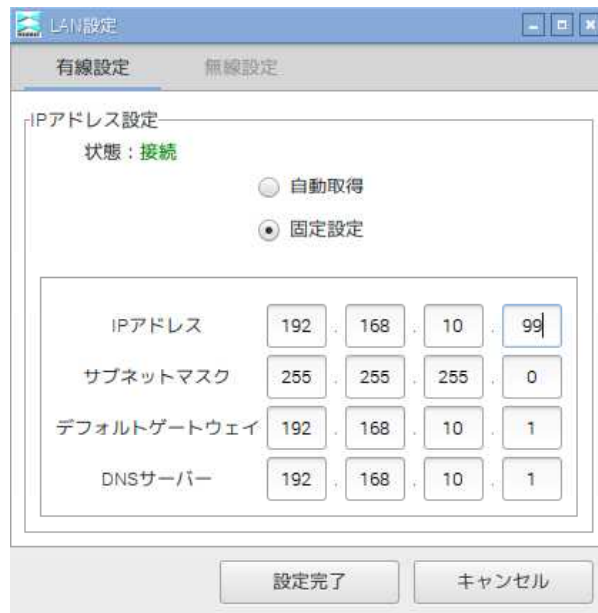 LAN設定
有線設定 無線設定
IPアドレス設定
状態：接続
自動取得
固定設定
IPアドレス 192 . 168 . 10 . 99
サブネットマスク 255 . 255 . 255 . 0
デフォルトゲートウェイ 192 . 168 . 10 . 1
DNSサーバー 192 . 168 . 10 . 1
設定完了 キャンセル